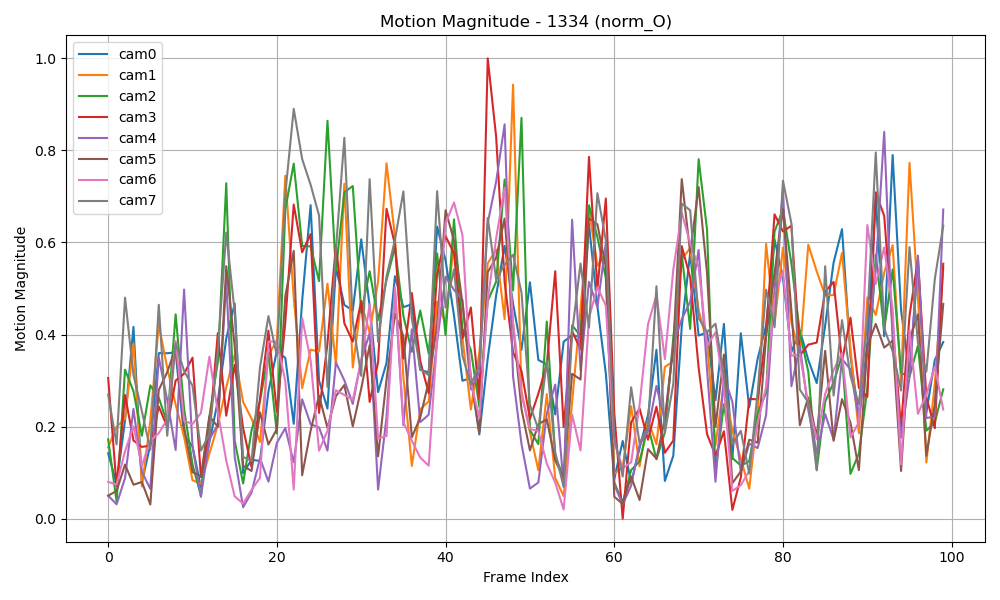 Motion Magnitude - 1334 (norm_O)
Motion Magnitude
1.0
0.8
0.6
0.4
0.2
0.0
cam0
cam1
cam2
cam3
cam4
cam5
cam6
cam7
0 20 40 60 80 100
Frame Index